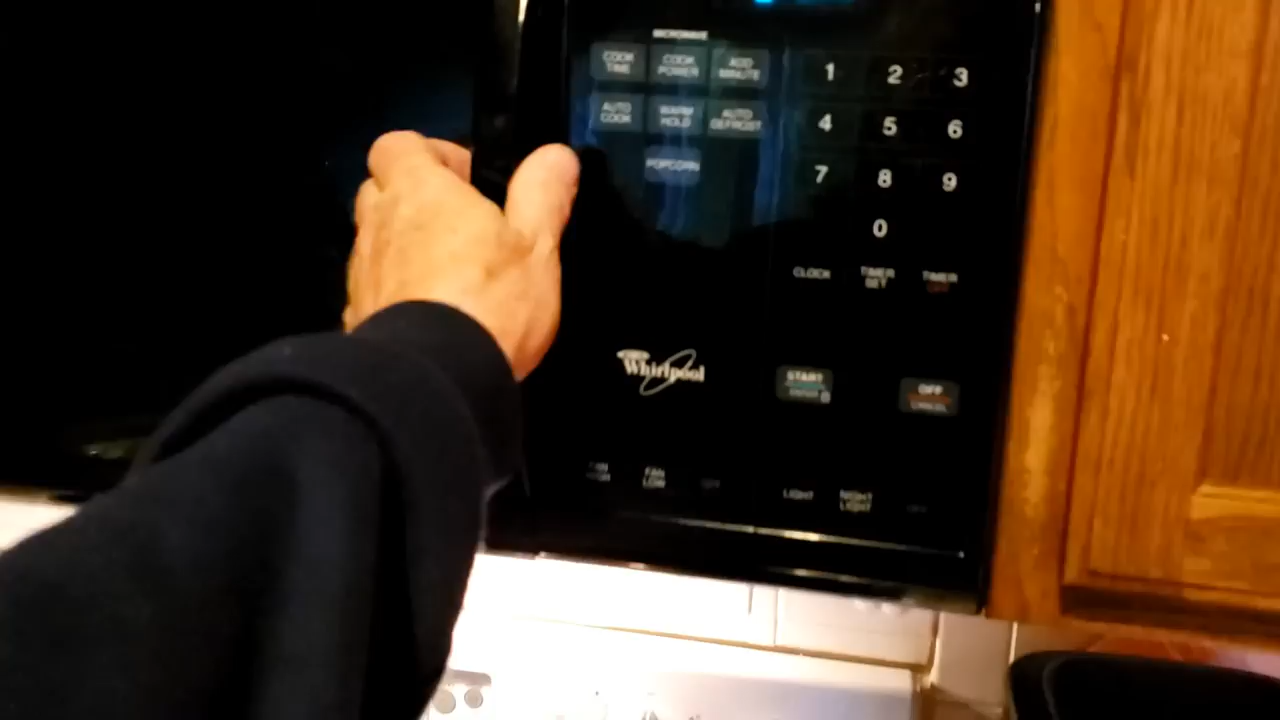 MICROWAVE
COOK
TIME
COOK
POWER
ADD
MINUTE
1 2 3
AUTO
COOK
WARM
HOLD
AUTO
DEFROST
4 5 6
POPCORN
7 8 9
0
CLOCK
TIMER
SET
TIMER
OFF
Whirlpool
START
OFF
CANCEL
FAN
HIGH
FAN
LOW
OFF
LIGHT
NIGHT
LIGHT